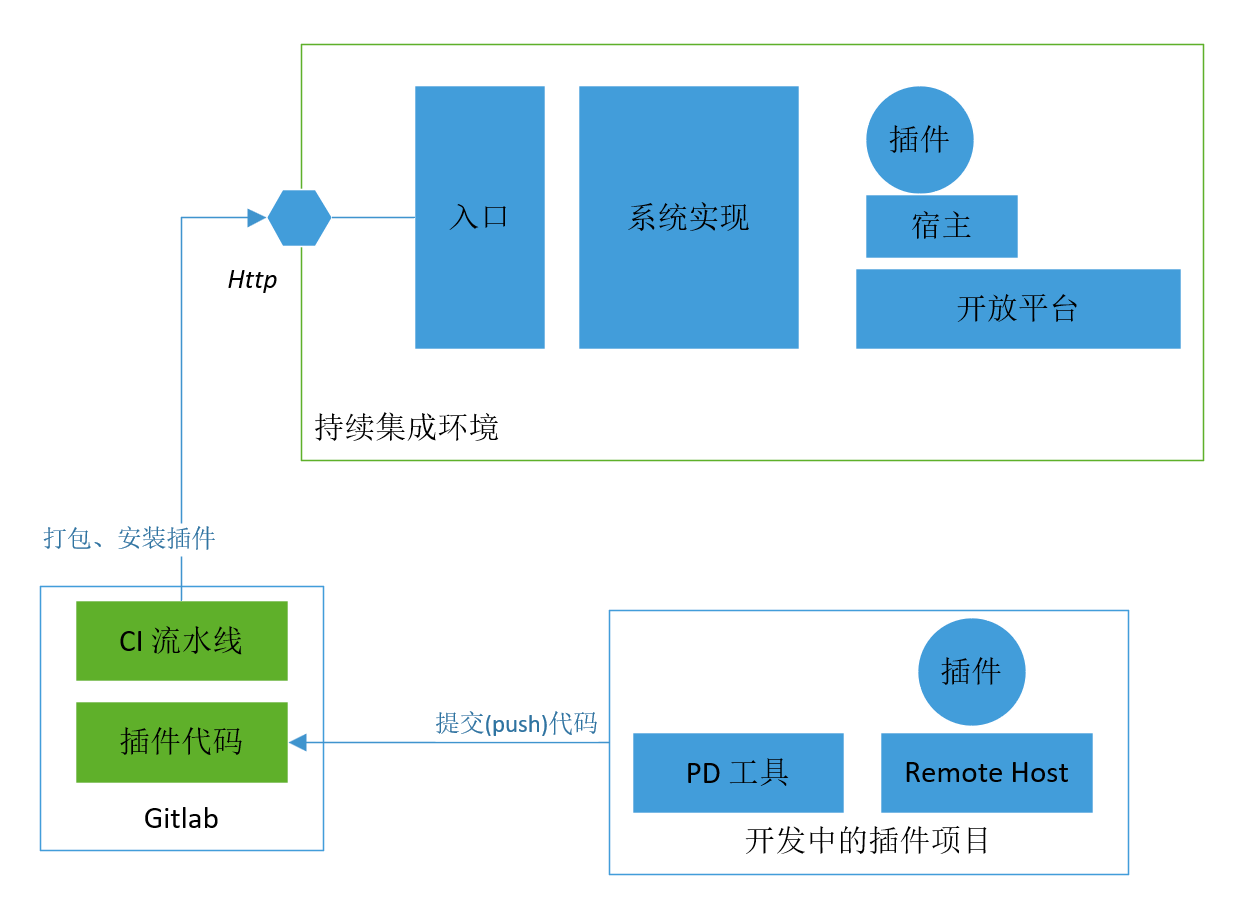 插件
入口
系统实现
宿主
Http
开放平台
持续集成环境
打包、安装插件
CI 流水线
插件
提交(push)代码
插件代码
PD 工具
Remote Host
Gitlab
开发中的插件项目